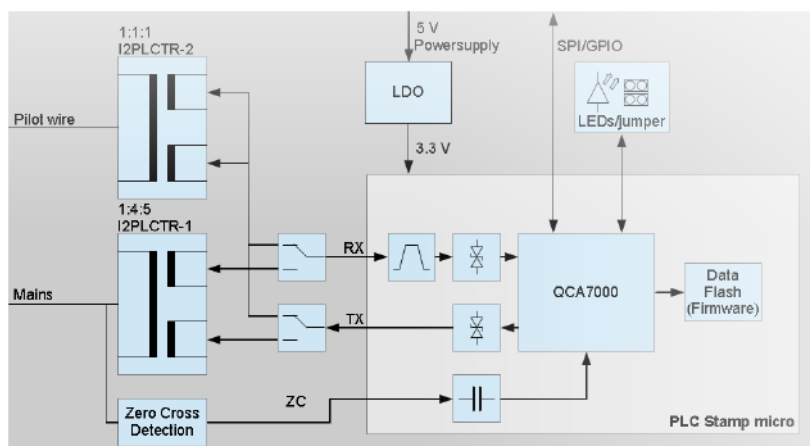 1:1:1
I2PLCTR-2
5 V
Powersupply
SPI/GPIO
LDO
LEDs/jumper
Pilot wire
3.3 V
1:4:5
I2PLCTR-1
RX
QCA7000
Data
Flash
(Firmware)
Mains
TX
ZC
Zero Cross
Detection
PLC Stamp micro